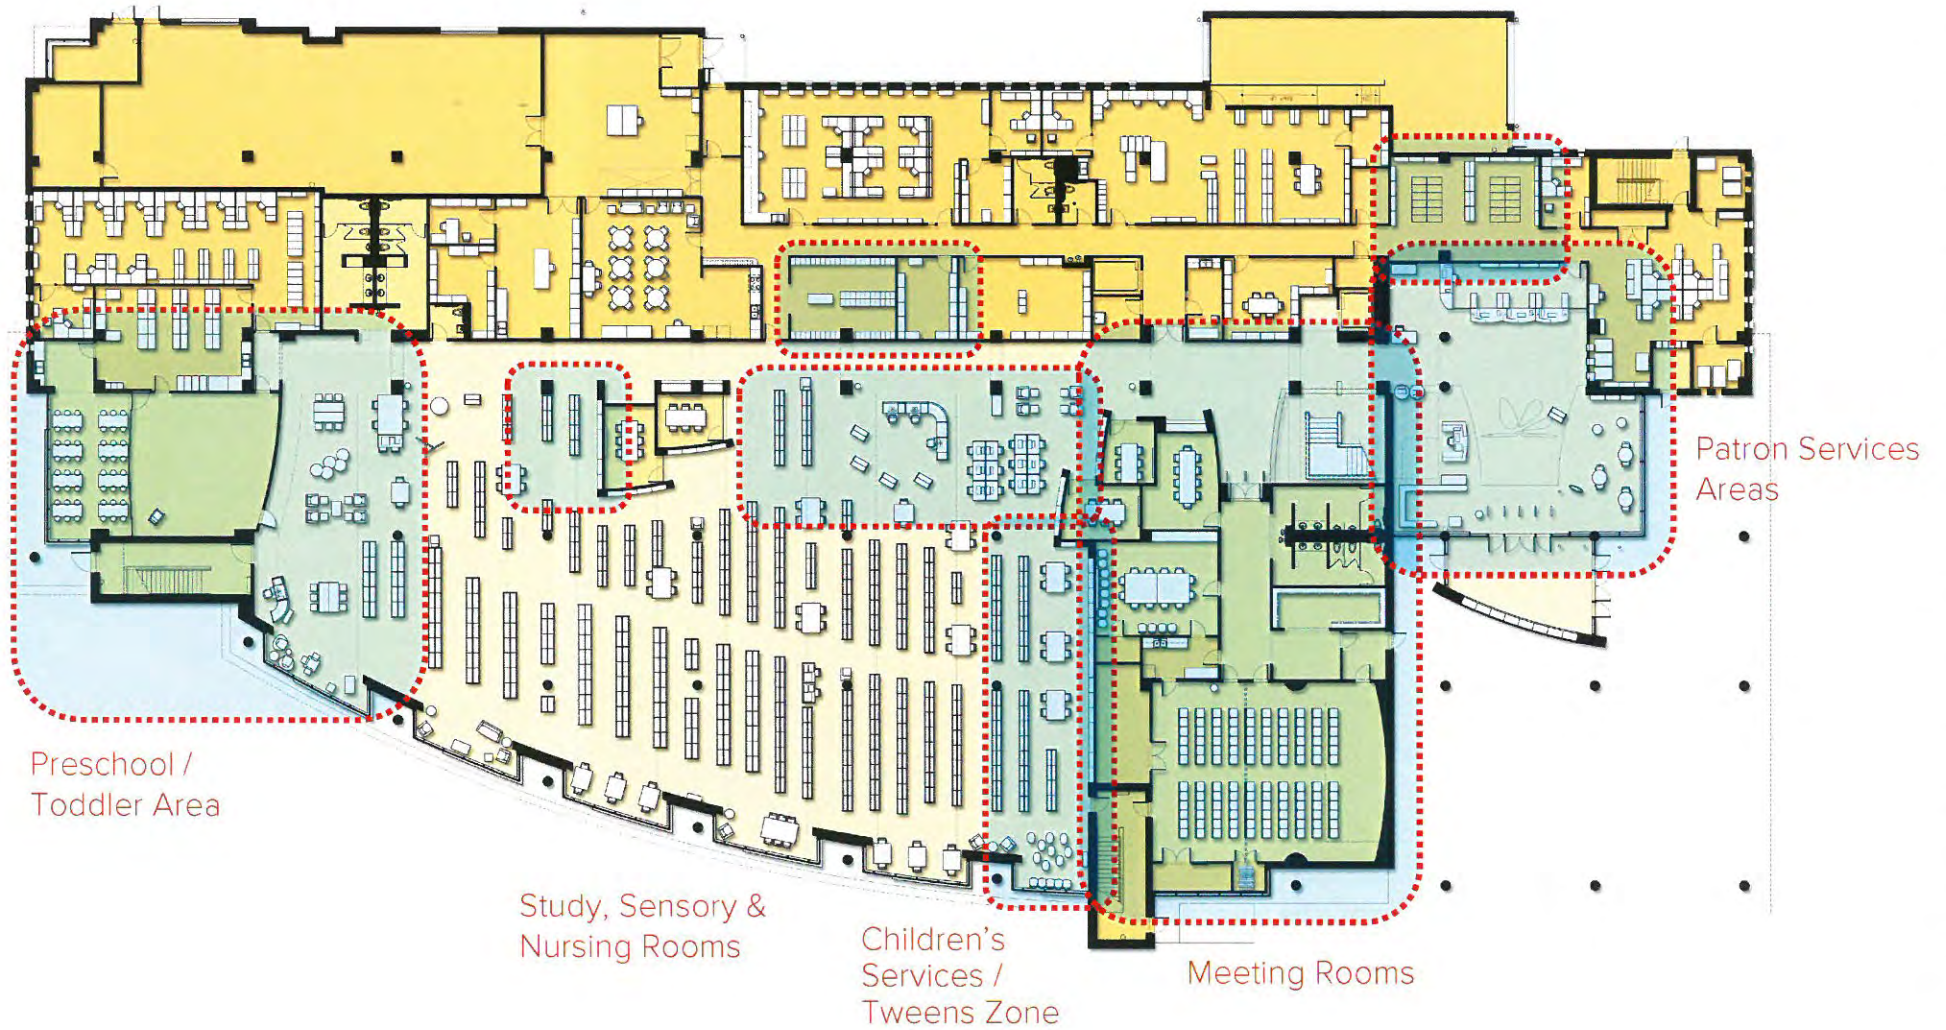 Patron Services
Areas
Preschool /
Toddler Area
Study, Sensory &
Nursing Rooms
Children's
Services /
Tweens Zone
Meeting Rooms